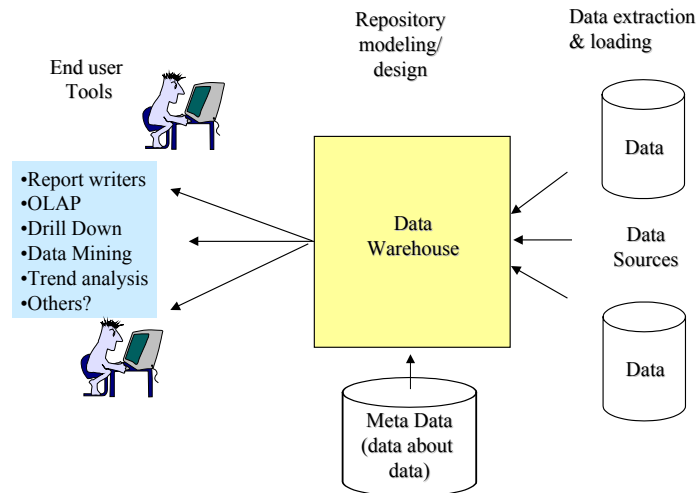 Repository
modeling/
design
Data extraction
& loading
End user
Tools
•Report writers
•OLAP
•Drill Down
•Data Mining
•Trend analysis
•Others?
Data
Warehouse
Data
Data
Sources
Data
Meta Data
(data about
data)